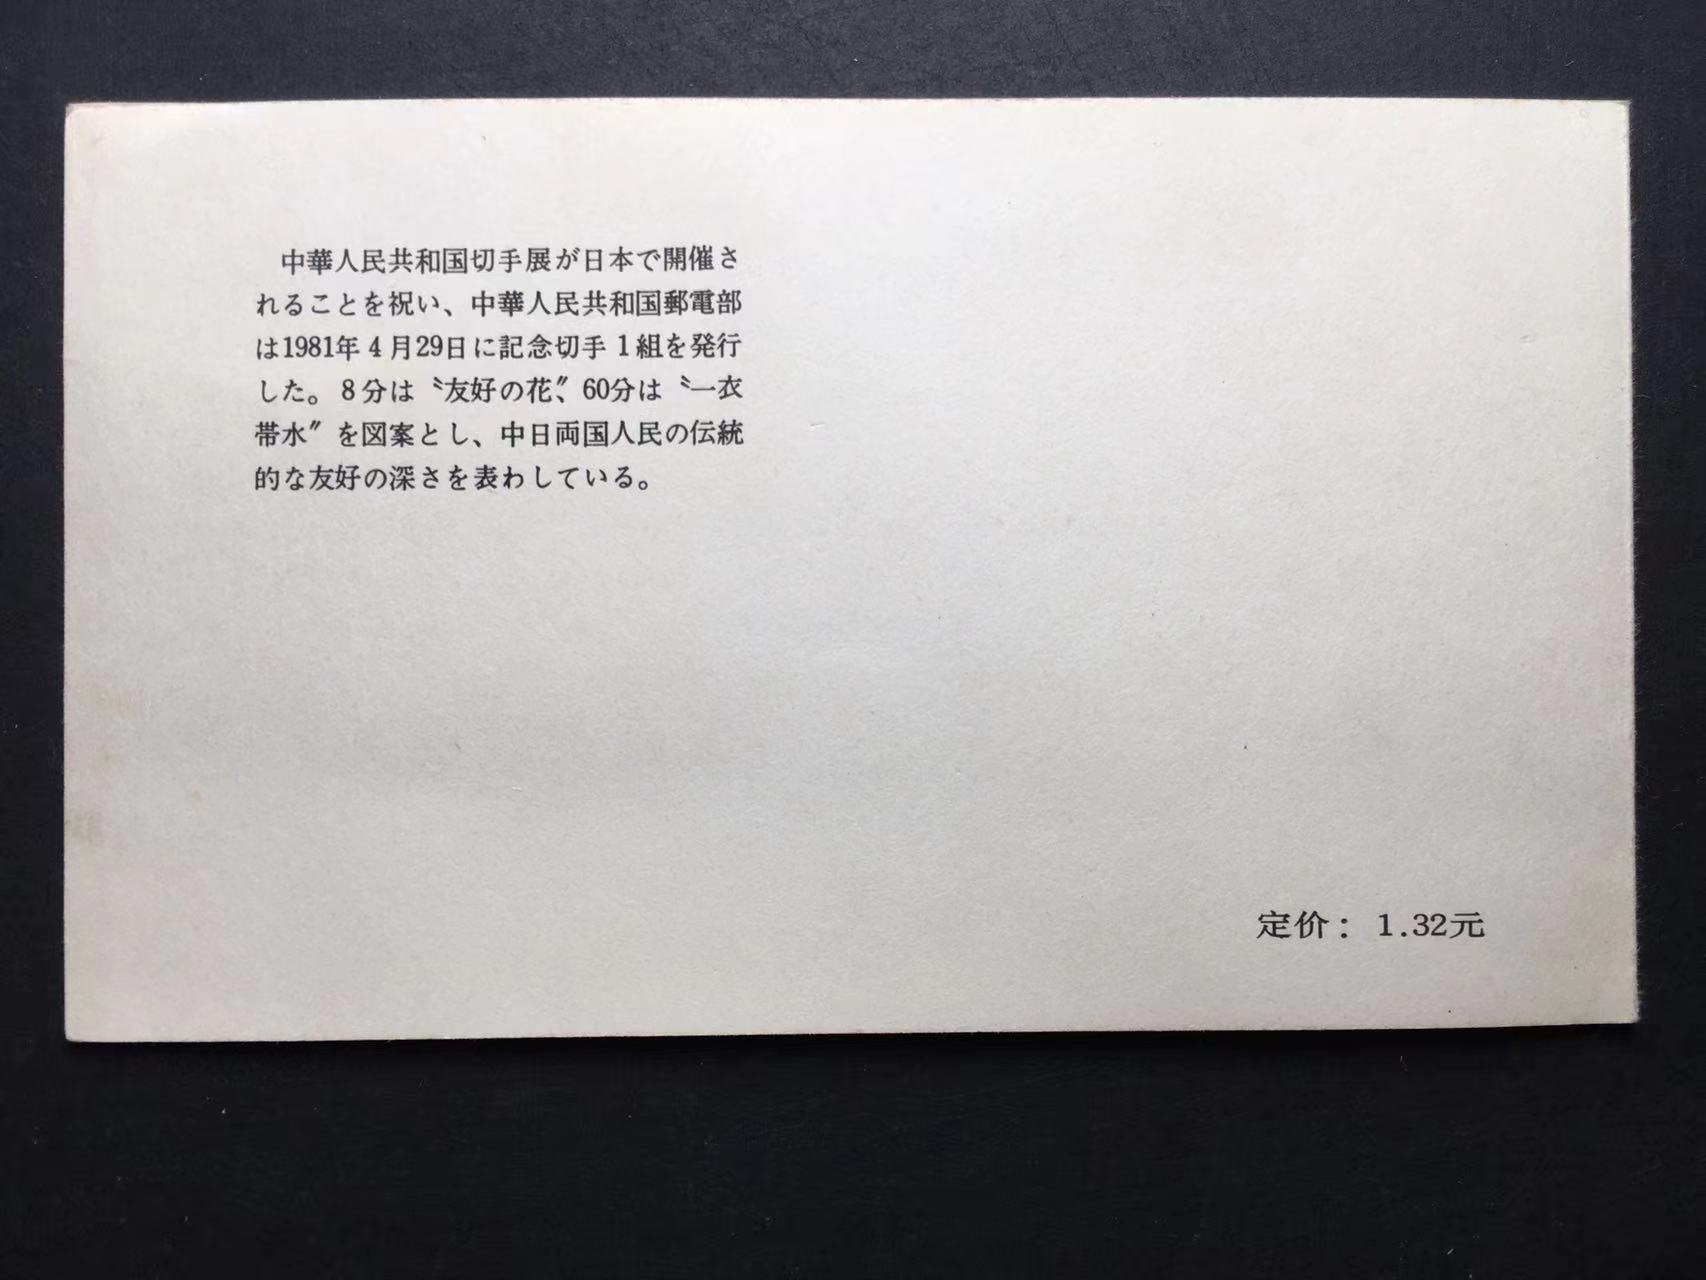 中華人民共和国切手展が日本で開催さ
れることを祝い、中華人民共和国郵電部
は1981年4月29日に記念切手1組を発行
した。8分は〝友好の花〞、60分は〝一衣
帯水〞を図案とし、中日両国人民の伝統
的な友好の深さを表わしている。
定价：1.32元